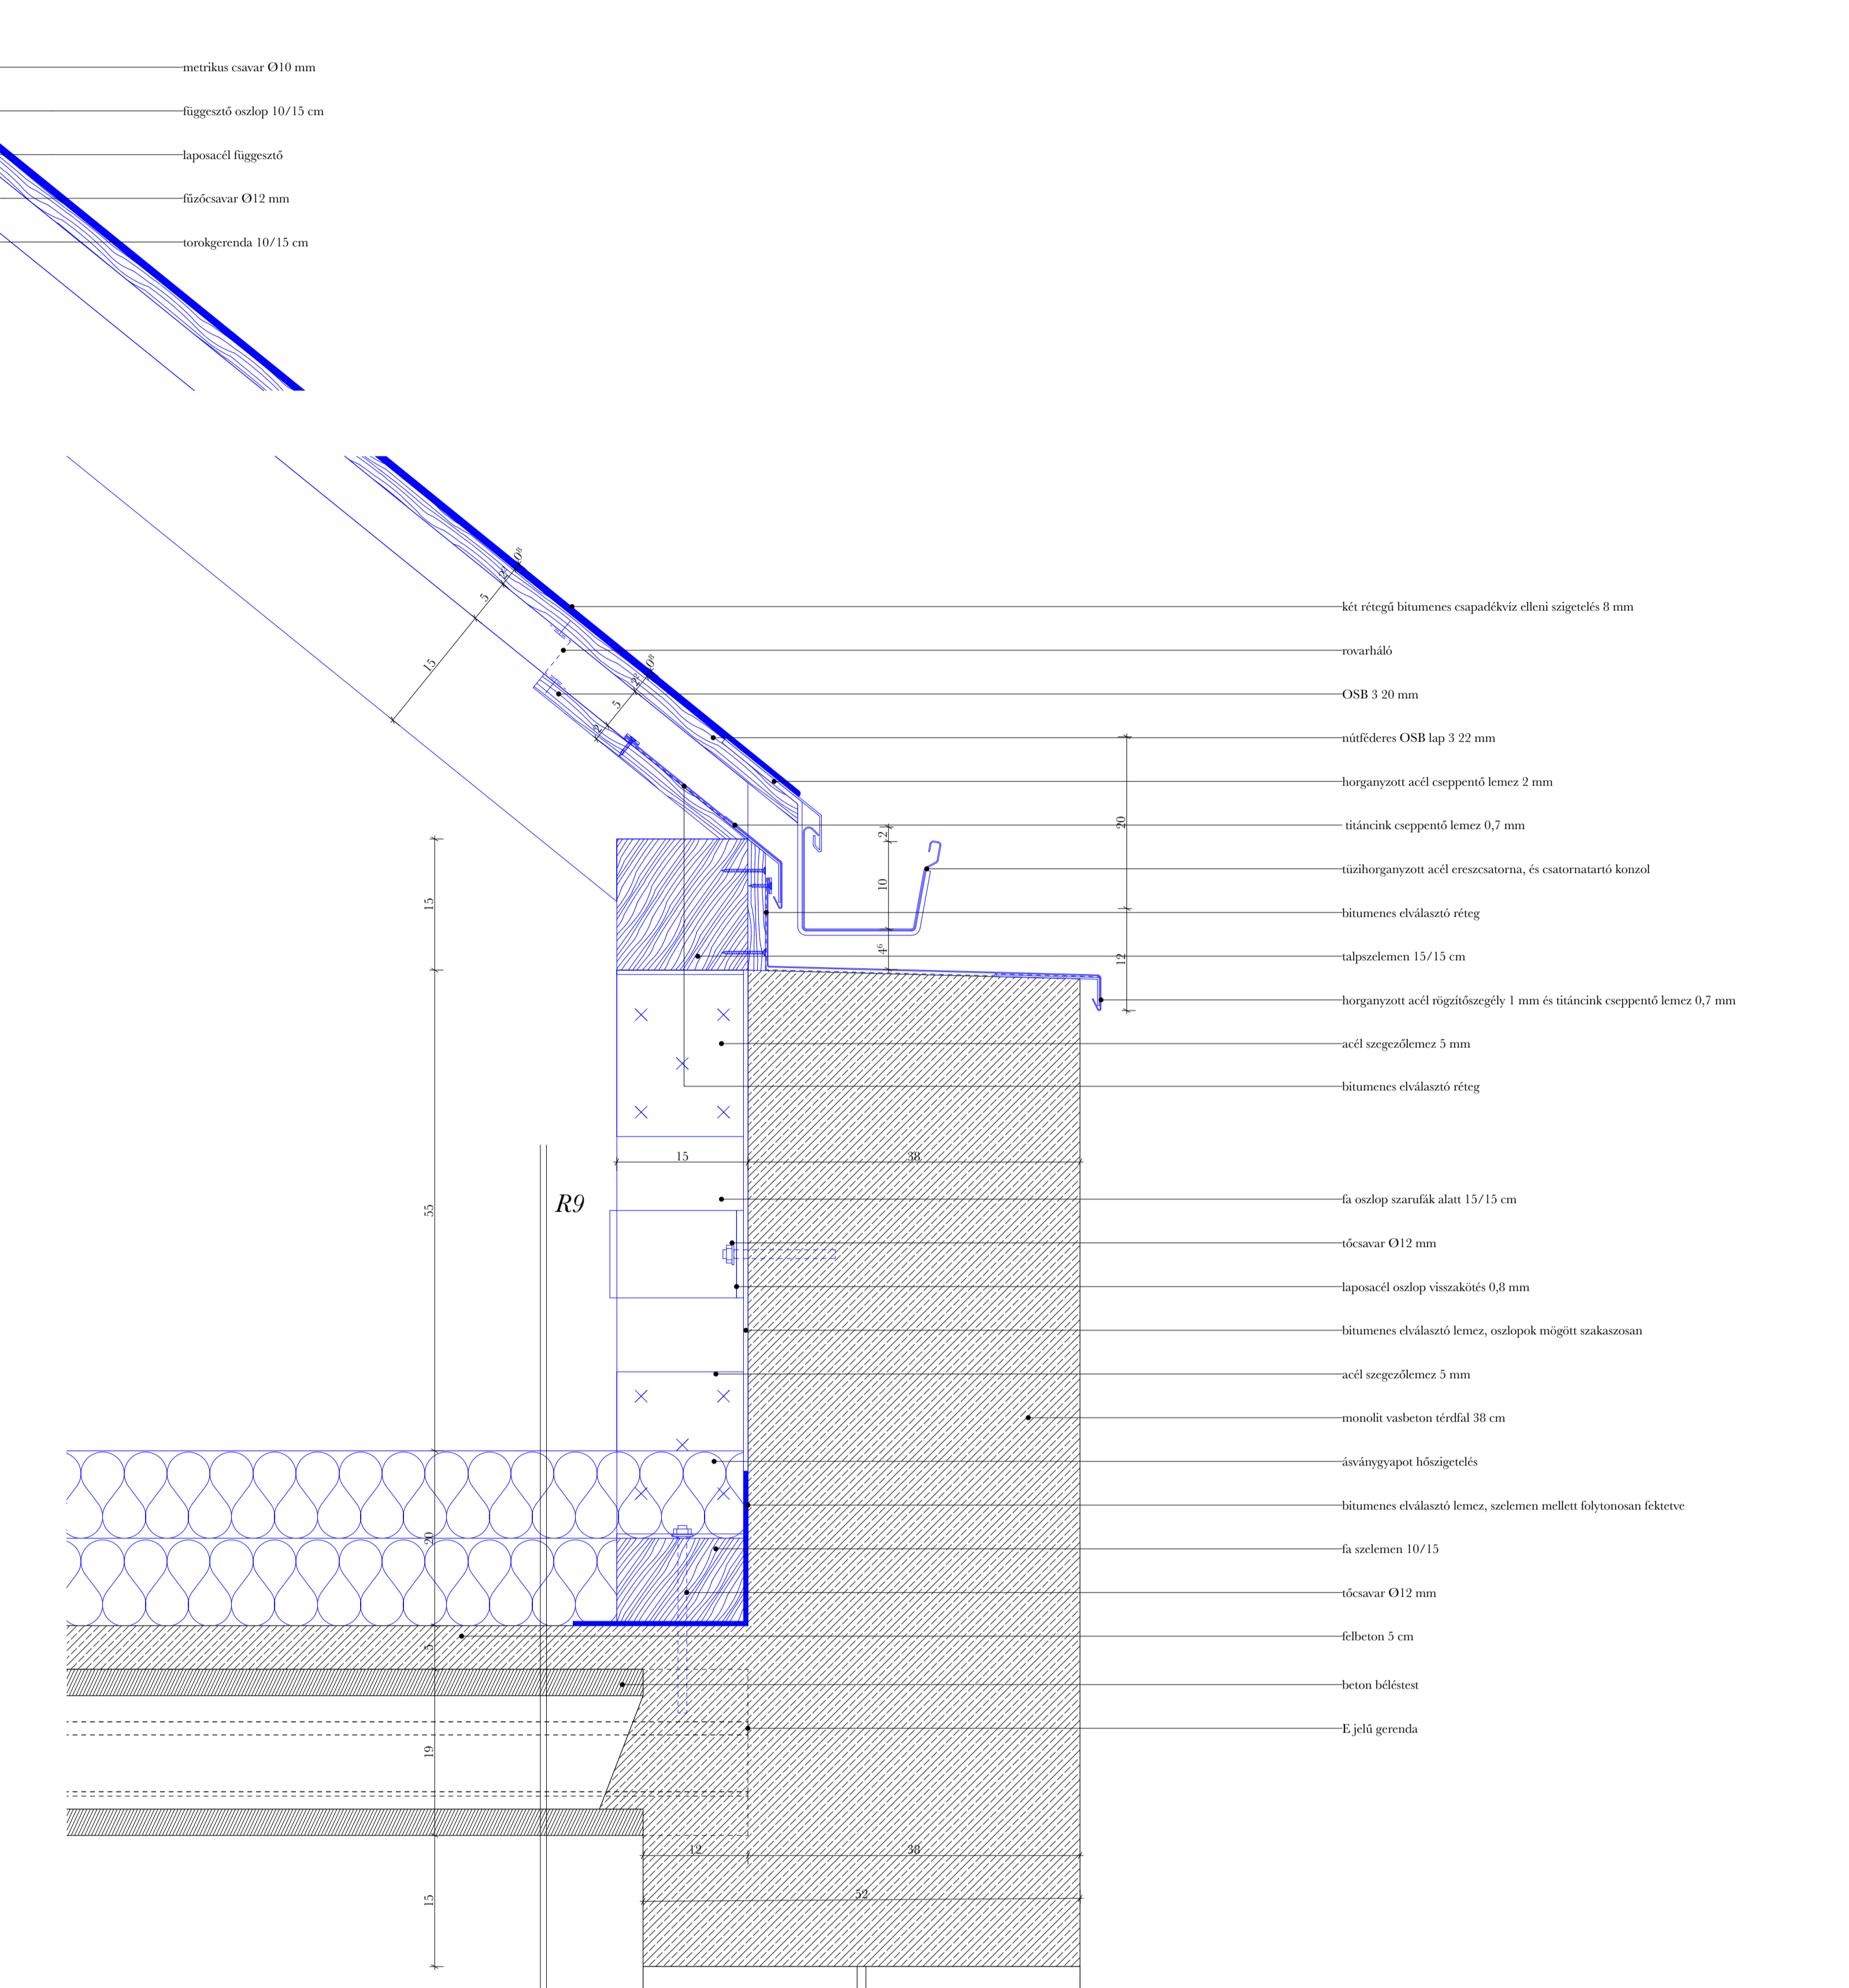 metrikus csavar Ø10 mm
függesztő oszlop 10/15 cm
laposacél függesztő
fűzőcsavar Ø12 mm
torokgerenda 10/15 cm
0⁸
2²
5
15
két rétegű bitumenes csapadékvíz elleni szigetelés 8 mm
rovarháló
0⁸
2²
5
2
OSB 3 20 mm
nútféderes OSB lap 3 22 mm
horganyzott acél cseppentő lemez 2 mm
titáncink cseppentő lemez 0,7 mm
20
2
tüzihorganyzott acél ereszcsatorna, és csatornatartó konzol
10
15
bitumenes elválasztó réteg
4⁶
12
talpszelemen 15/15 cm
horganyzott acél rögzítőszegély 1 mm és titáncink cseppentő lemez 0,7 mm
acél szegezőlemez 5 mm
bitumenes elválasztó réteg
15
38
R9
55
fa oszlop szarufák alatt 15/15 cm
tőcsavar Ø12 mm
laposacél oszlop visszakötés 0,8 mm
bitumenes elválasztó lemez, oszlopok mögött szakaszosan
acél szegezőlemez 5 mm
monolit vasbeton térdfal 38 cm
ásványgyapot hőszigetelés
bitumenes elválasztó lemez, szelemen mellett folytonosan fektetve
20
fa szelemen 10/15
tőcsavar Ø12 mm
felbeton 5 cm
5
beton béléstest
E jelű gerenda
19
12
38
52
15